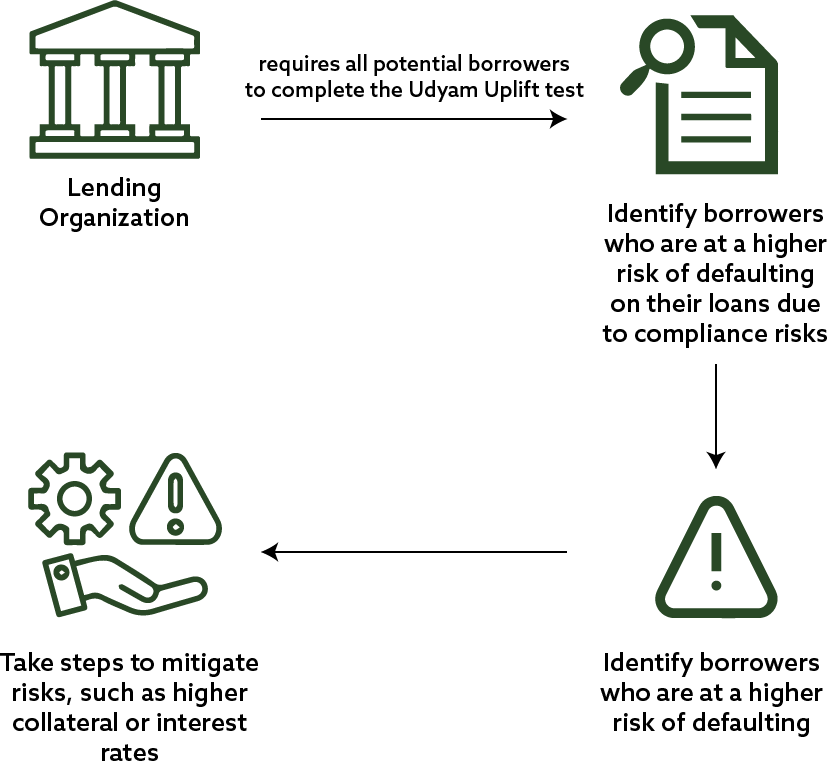 requires all potential borrowers
to complete the Udyam Uplift test
Lending
Organization
Identify borrowers
who are at a higher
risk of defaulting
on their loans due
to compliance risks
Identify borrowers
who are at a higher
risk of defaulting
Take steps to mitigate
risks, such as higher
collateral or interest
rates